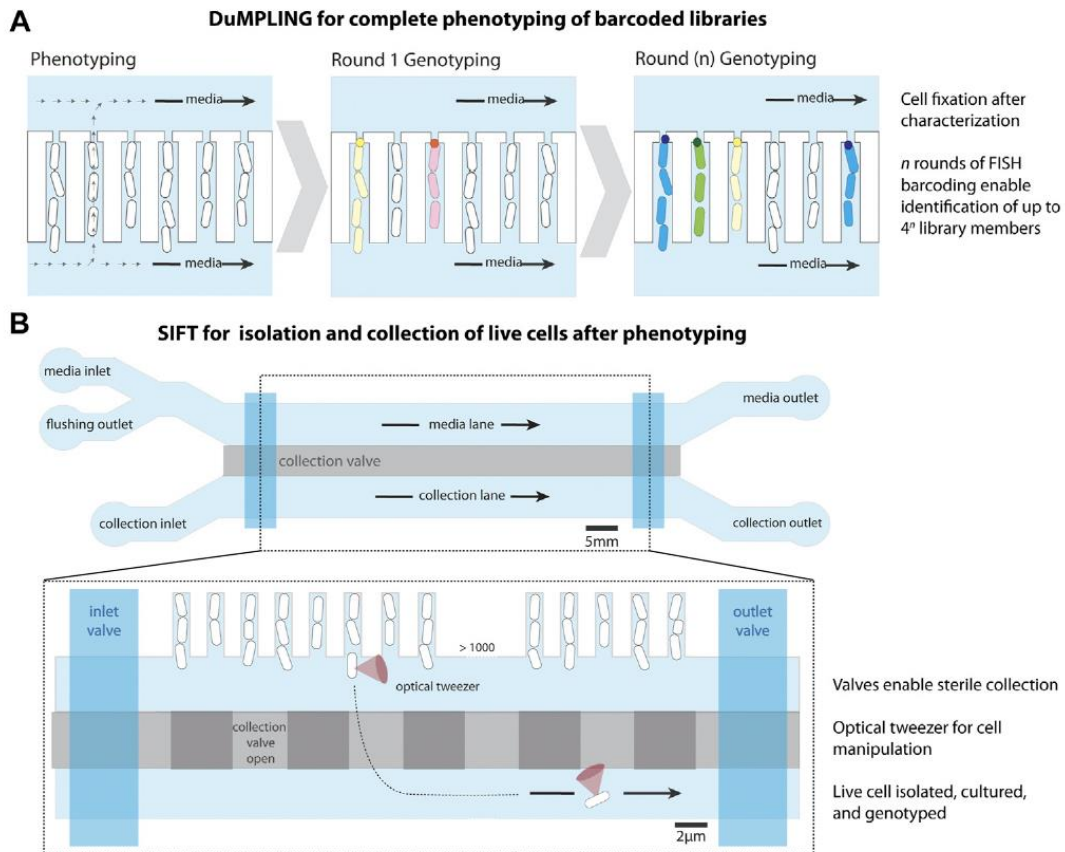 A
DuMPLING for complete phenotyping of barcoded libraries
Phenotyping
Round 1 Genotyping
Round (n) Genotyping
media
media
media
Cell fixation after
characterization
n rounds of FISH
barcoding enable
identification of up to
4ⁿ library members
media
media
media
B
SIFT for isolation and collection of live cells after phenotyping
media inlet
flushing outlet
collection inlet
media lane
collection valve
collection lane
media outlet
collection outlet
5mm
inlet
valve
> 1000
outlet
valve
optical tweezer
collection
valve
open
2μm
Valves enable sterile collection
Optical tweezer for cell
manipulation
Live cell isolated, cultured,
and genotyped